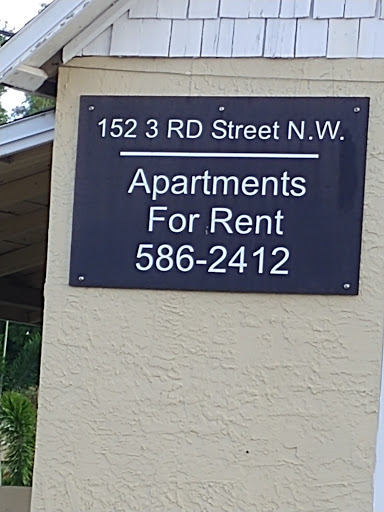 152 3 RD Street N.W.
Apartments
For Rent
586-2412